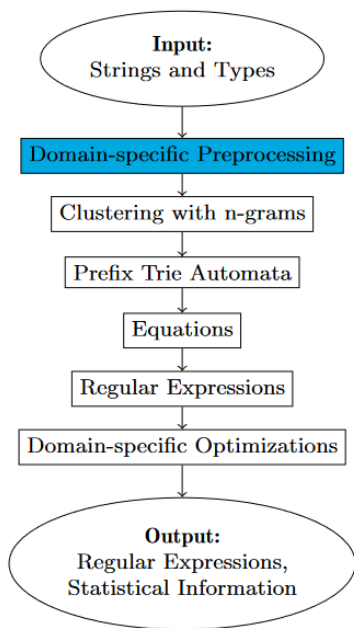 Input:
Strings and Types
Domain-specific Preprocessing
Clustering with n-grams
Prefix Trie Automata
Equations
Regular Expressions
Domain-specific Optimizations
Output:
Regular Expressions,
Statistical Information